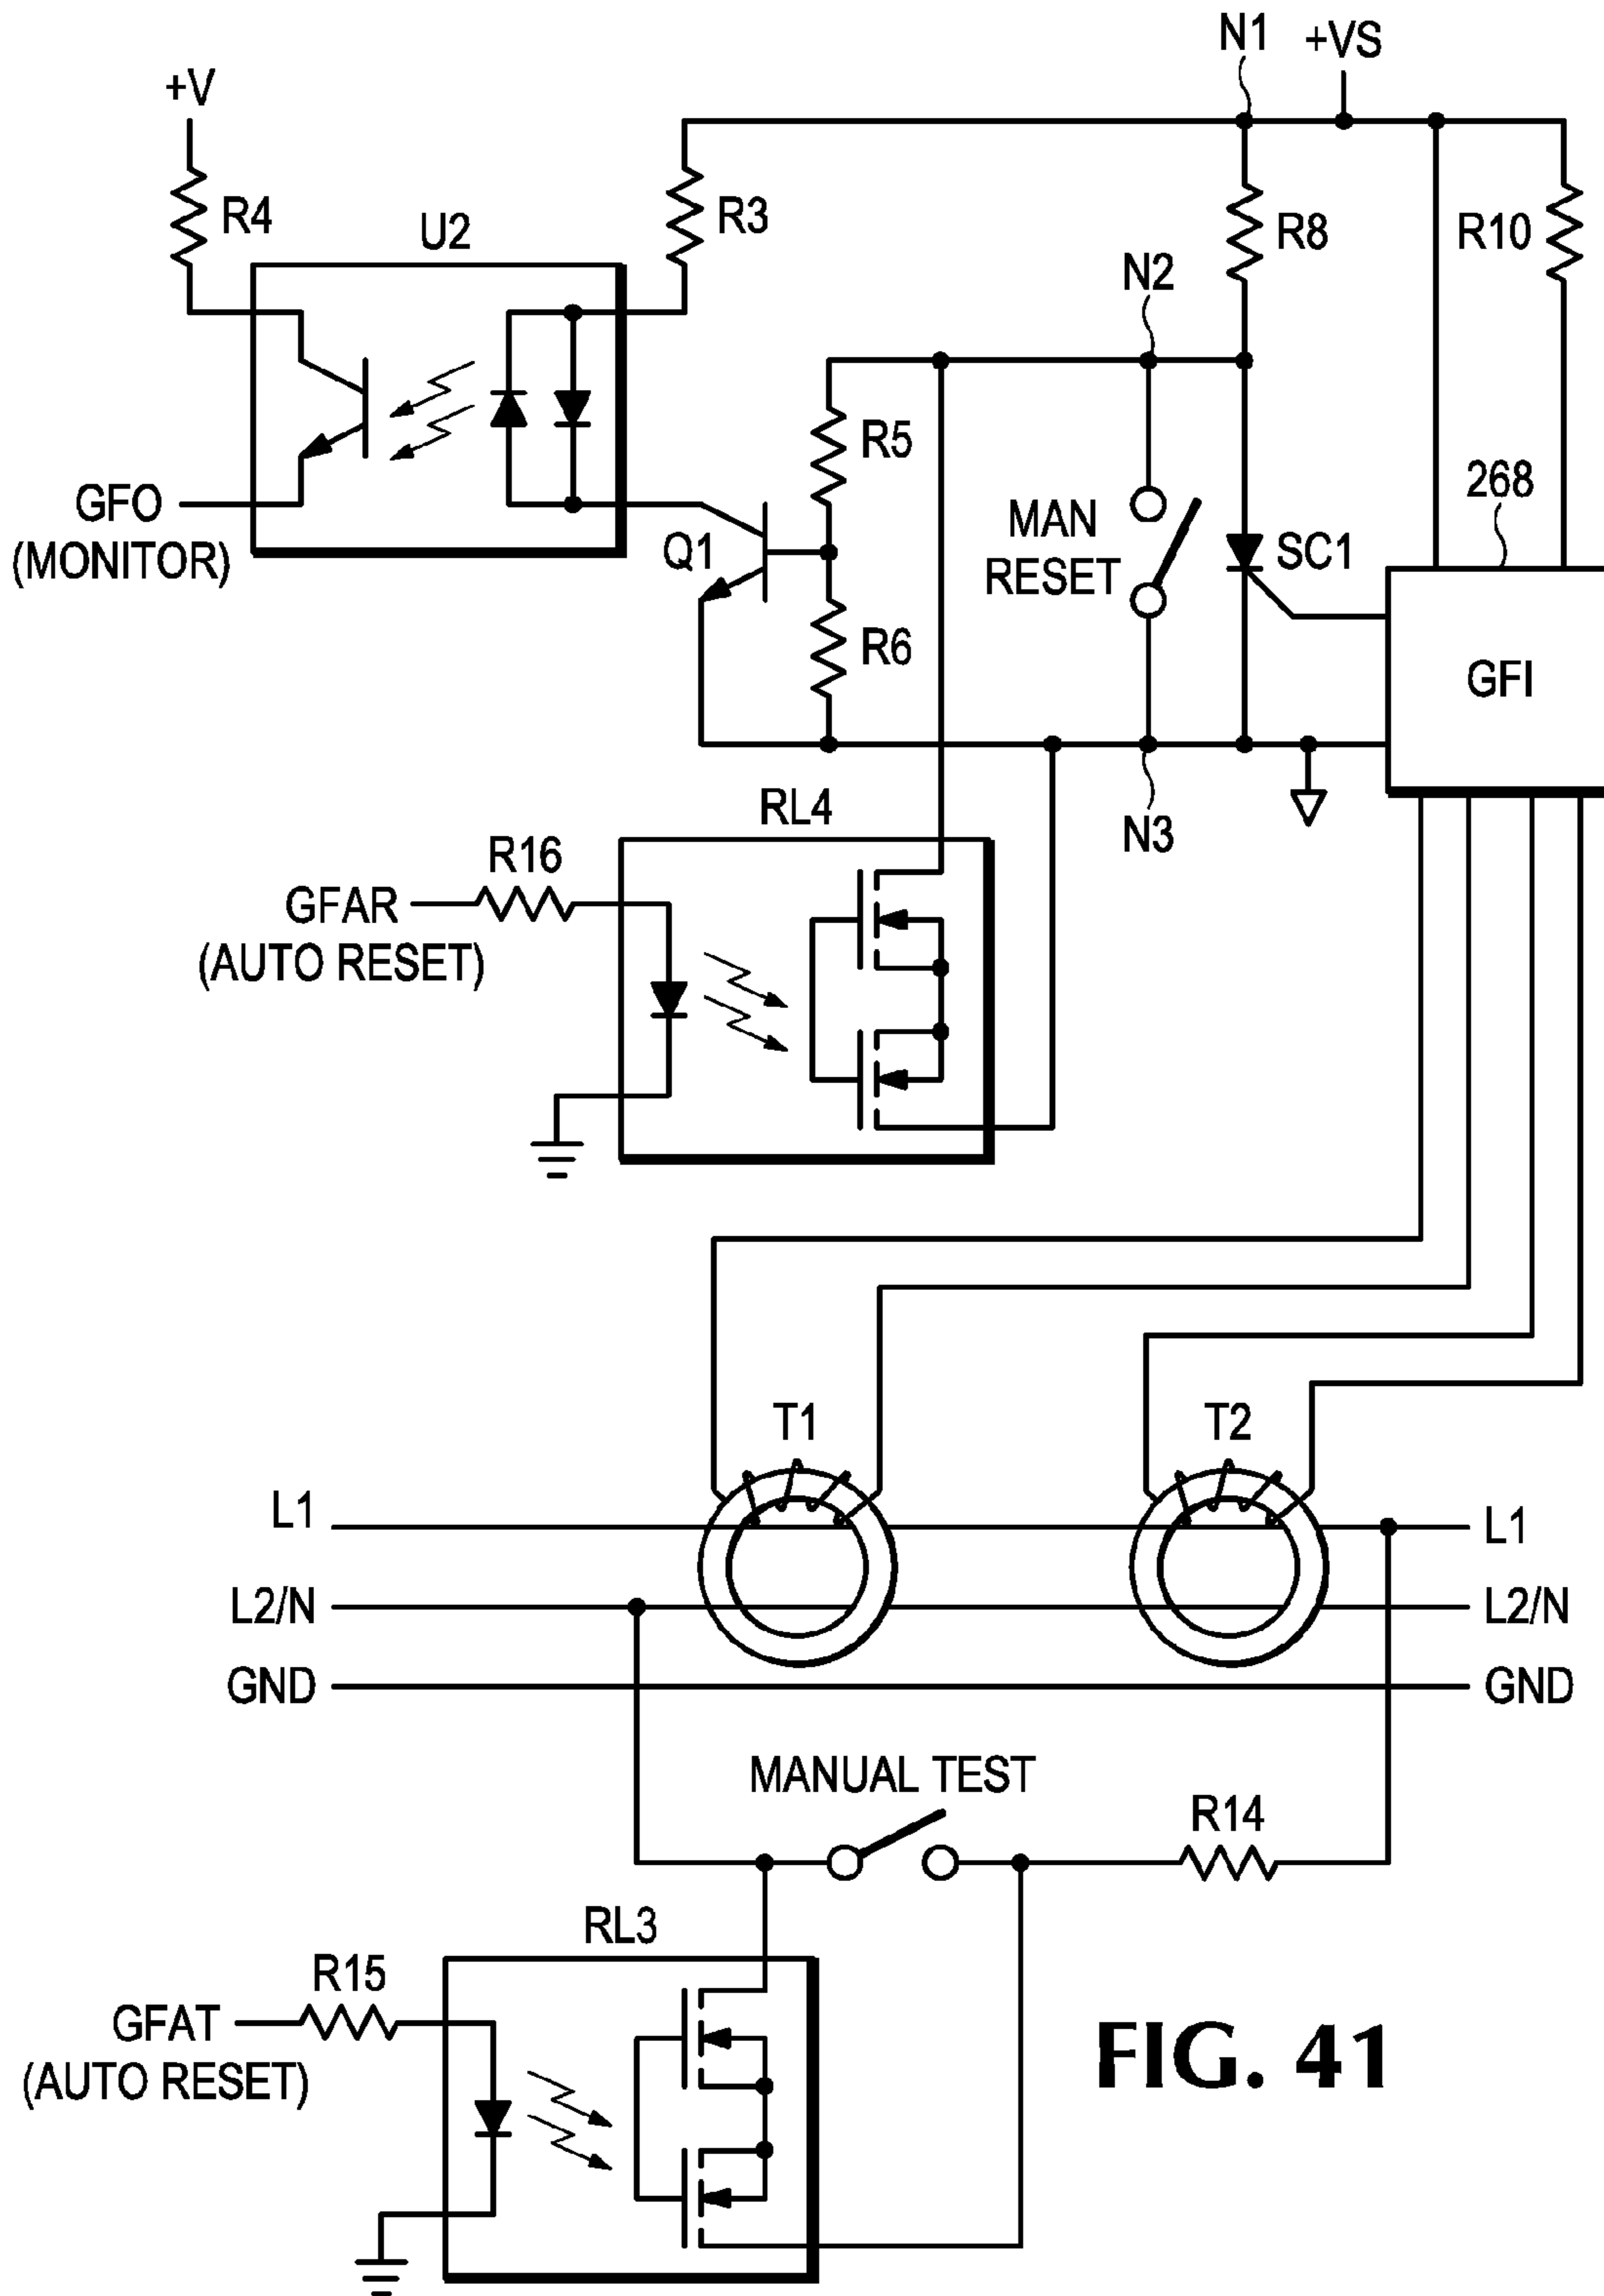 N1
+VS
+V
R4
U2
R3
R8
R10
N2
R5
268
GFO
(MONITOR)
Q1
MAN
RESET
SC1
R6
GFI
RL4
N3
R16
GFAR
(AUTO RESET)
T1
T2
L1
L1
L2/N
L2/N
GND
GND
MANUAL TEST
R14
RL3
R15
GFAT
(AUTO RESET)
FIG. 41